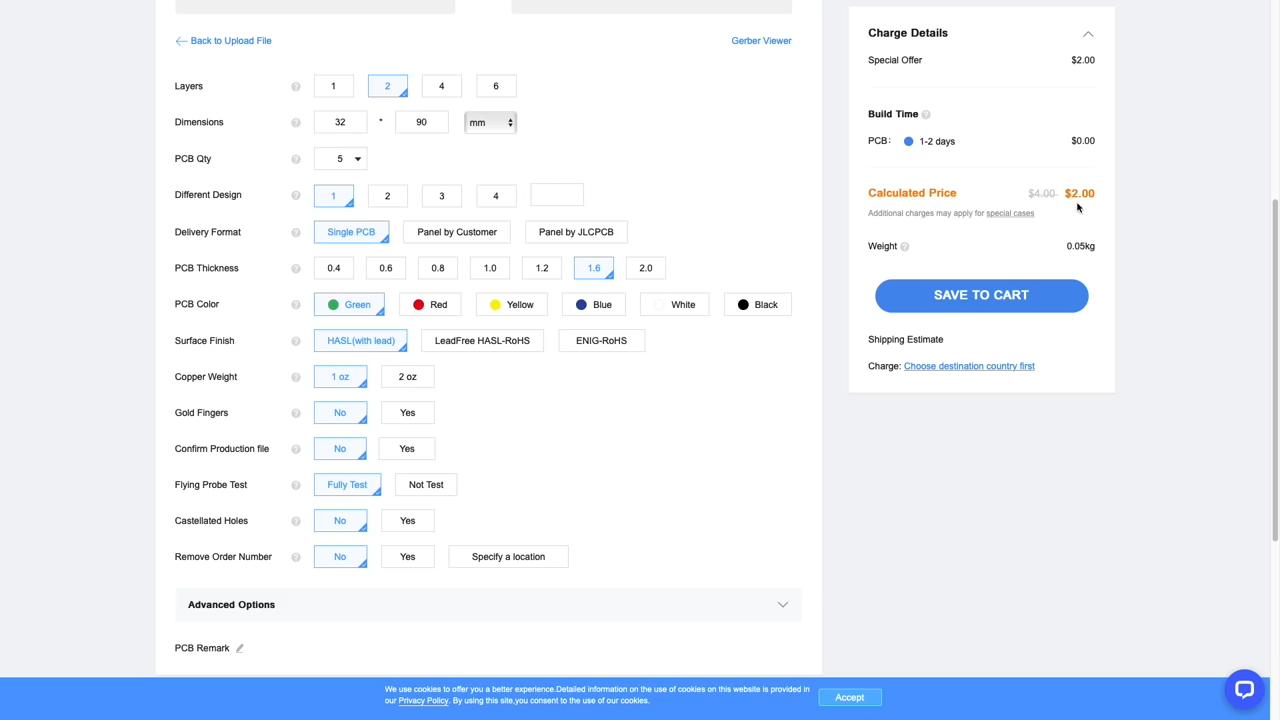 Back to Upload File Gerber Viewer
Layers ? 1 2 4 6
Dimensions ? 32 * 90 mm
PCB Qty ? 5
Different Design ? 1 2 3 4
Delivery Format ? Single PCB Panel by Customer Panel by JLCPCB
PCB Thickness ? 0.4 0.6 0.8 1.0 1.2 1.6 2.0
PCB Color ? Green Red Yellow Blue White Black
Surface Finish ? HASL(with lead) LeadFree HASL-RoHS ENIG-RoHS
Copper Weight ? 1 oz 2 oz
Gold Fingers ? No Yes
Confirm Production file ? No Yes
Flying Probe Test ? Fully Test Not Test
Castellated Holes ? No Yes
Remove Order Number ? No Yes Specify a location
Advanced Options
PCB Remark
Charge Details
Special Offer $2.00
Build Time ?
PCB: 1-2 days $0.00
Calculated Price $4.00 $2.00
Additional charges may apply for special cases
Weight ? 0.05kg
SAVE TO CART
Shipping Estimate
Charge: Choose destination country first
We use cookies to offer you a better experience.Detailed information on the use of cookies on this website is provided in
our Privacy Policy. By using this site,you consent to the use of our cookies.
Accept